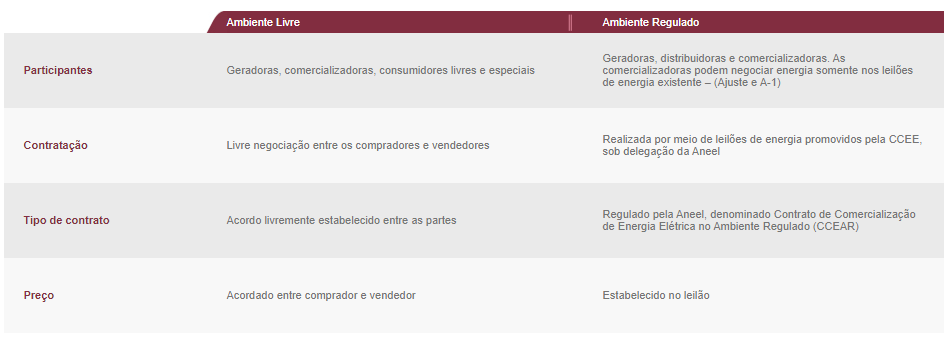 Ambiente Livre
Ambiente Regulado
Participantes
Geradoras, comercializadoras, consumidores livres e especiais
Geradoras, distribuidoras e comercializadoras. As
comercializadoras podem negociar energia somente nos leilões
de energia existente – (Ajuste e A-1)
Contratação
Livre negociação entre os compradores e vendedores
Realizada por meio de leilões de energia promovidos pela CCEE,
sob delegação da Aneel
Tipo de contrato
Acordo livremente estabelecido entre as partes
Regulado pela Aneel, denominado Contrato de Comercialização
de Energia Elétrica no Ambiente Regulado (CCEAR)
Preço
Acordado entre comprador e vendedor
Estabelecido no leilão